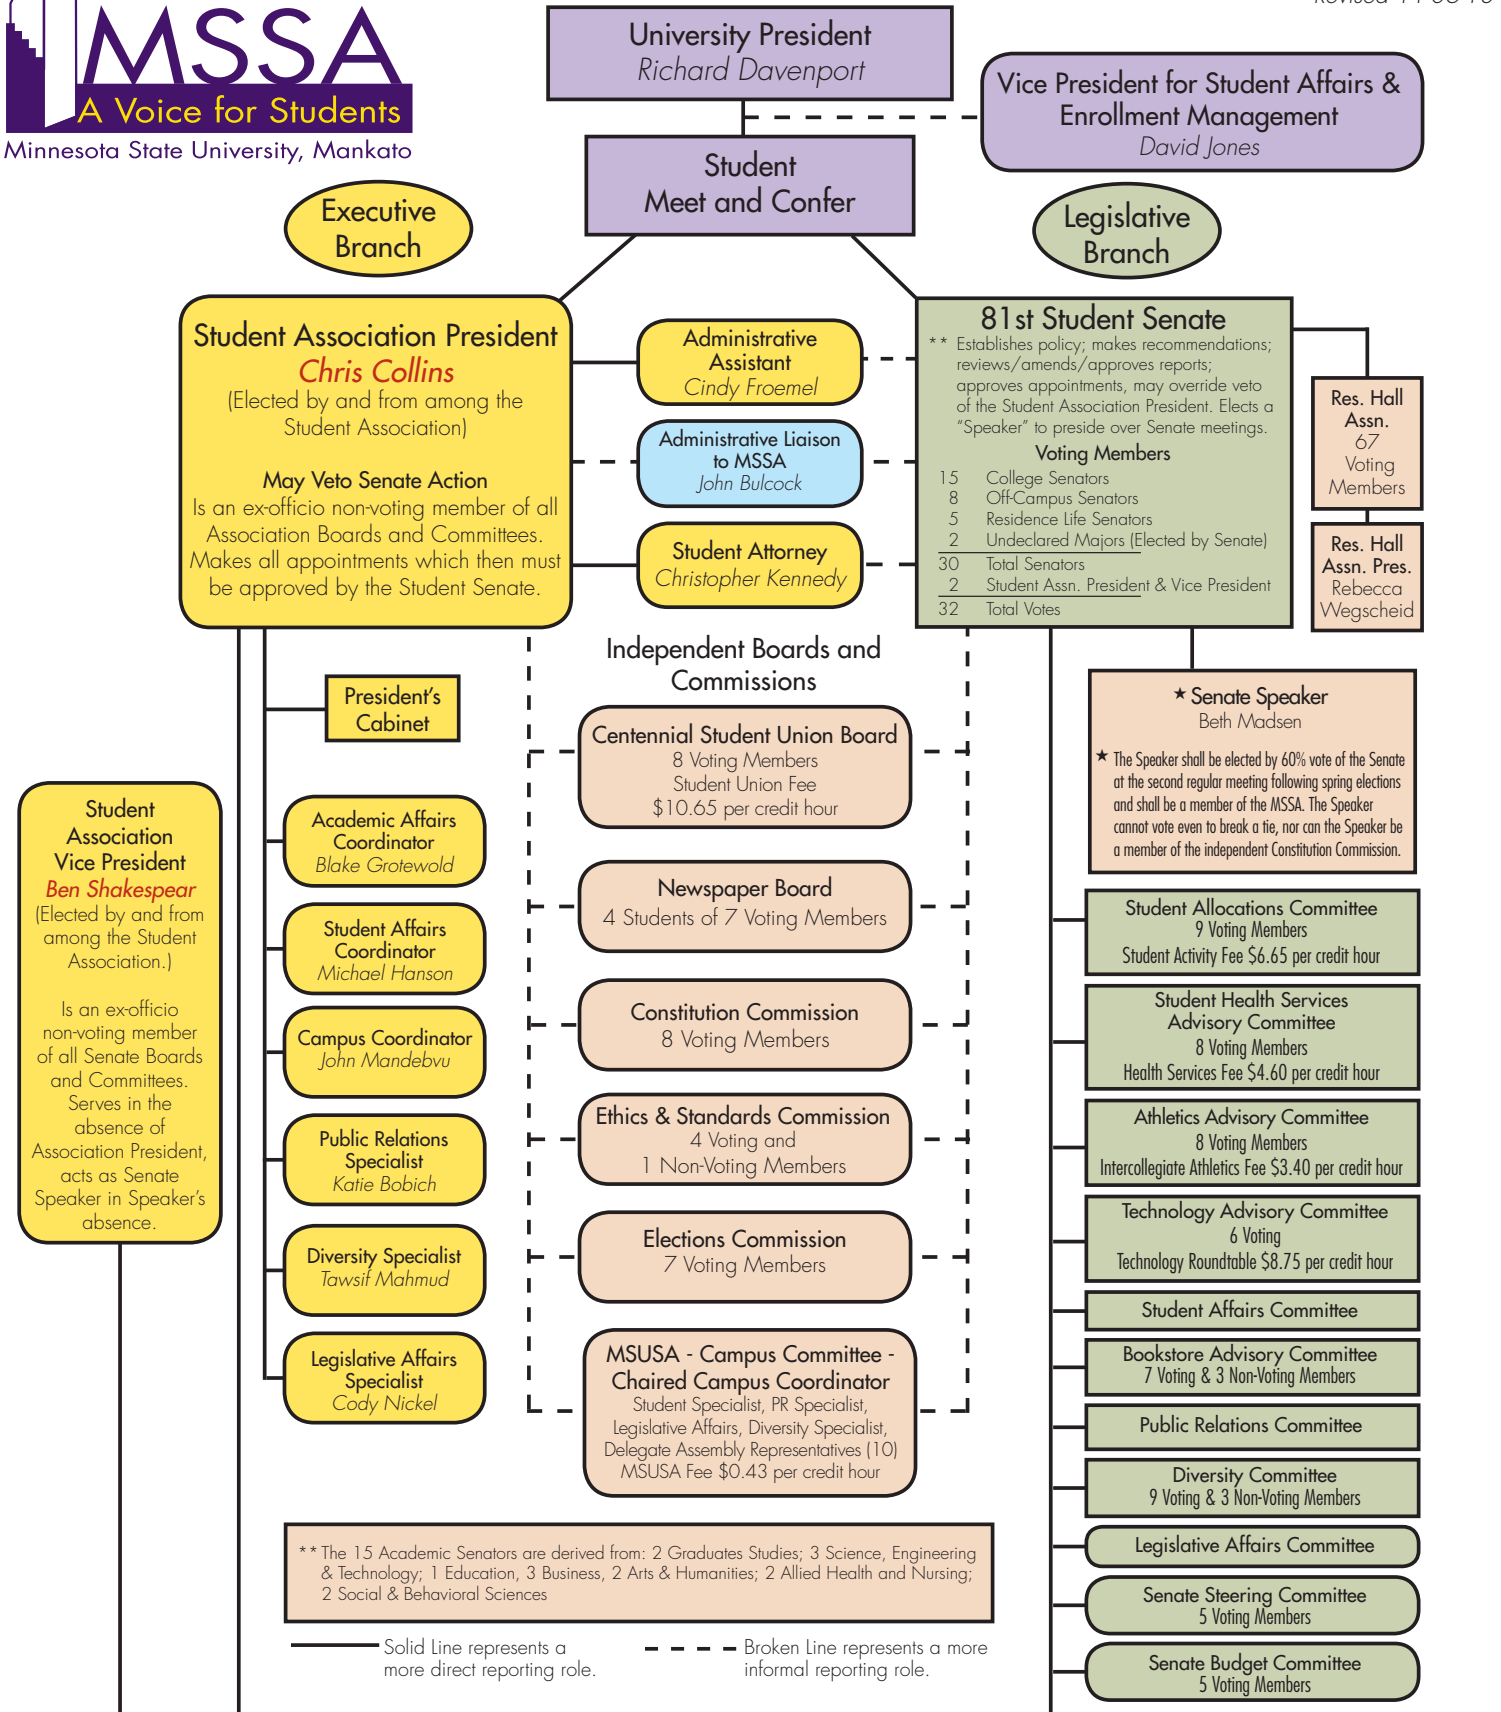 MSSA
A Voice for Students
Minnesota State University, Mankato
University President
Richard Davenport
Vice President for Student Affairs &
Enrollment Management
David Jones
Student
Meet and Confer
Executive
Branch
Legislative
Branch
Student Association President
Chris Collins
(Elected by and from among the
Student Association)
May Veto Senate Action
Is an ex-officio non-voting member of all
Association Boards and Committees.
Makes all appointments which then must
be approved by the Student Senate.
Administrative
Assistant
Cindy Froemel
Administrative Liaison
to MSSA
John Bulcock
Student Attorney
Christopher Kennedy
81st Student Senate
** Establishes policy; makes recommendations;
reviews/amends/approves reports;
approves appointments, may override veto
of the Student Association President. Elects a
“Speaker” to preside over Senate meetings.
Voting Members
15 College Senators
8 Off-Campus Senators
5 Residence Life Senators
2 Undeclared Majors (Elected by Senate)
30 Total Senators
2 Student Assn. President & Vice President
32 Total Votes
Res. Hall
Assn.
67
Voting
Members
Res. Hall
Assn. Pres.
Rebecca
Wegscheid
President’s
Cabinet
Student
Association
Vice President
Ben Shakespear
(Elected by and from
among the Student
Association.)
Is an ex-officio
non-voting member
of all Senate Boards
and Committees.
Serves in the
absence of
Association President,
acts as Senate
Speaker in Speaker’s
absence.
Academic Affairs
Coordinator
Blake Grotewold
Student Affairs
Coordinator
Michael Hanson
Campus Coordinator
John Mandebvu
Public Relations
Specialist
Katie Bobich
Diversity Specialist
Tawsif Mahmud
Legislative Affairs
Specialist
Cody Nickel
Independent Boards and
Commissions
Centennial Student Union Board
8 Voting Members
Student Union Fee
$10.65 per credit hour
Newspaper Board
4 Students of 7 Voting Members
Constitution Commission
8 Voting Members
Ethics & Standards Commission
4 Voting and
1 Non-Voting Members
Elections Commission
7 Voting Members
MSUSA - Campus Committee -
Chaired Campus Coordinator
Student Specialist, PR Specialist,
Legislative Affairs, Diversity Specialist,
Delegate Assembly Representatives (10)
MSUSA Fee $0.43 per credit hour
★ Senate Speaker
Beth Madsen
★ The Speaker shall be elected by 60% vote of the Senate
at the second regular meeting following spring elections
and shall be a member of the MSSA. The Speaker
cannot vote even to break a tie, nor can the Speaker be
a member of the independent Constitution Commission.
Student Allocations Committee
9 Voting Members
Student Activity Fee $6.65 per credit hour
Student Health Services
Advisory Committee
8 Voting Members
Health Services Fee $4.60 per credit hour
Athletics Advisory Committee
8 Voting Members
Intercollegiate Athletics Fee $3.40 per credit hour
Technology Advisory Committee
6 Voting
Technology Roundtable $8.75 per credit hour
Student Affairs Committee
Bookstore Advisory Committee
7 Voting & 3 Non-Voting Members
Public Relations Committee
Diversity Committee
9 Voting & 3 Non-Voting Members
Legislative Affairs Committee
Senate Steering Committee
5 Voting Members
Senate Budget Committee
5 Voting Members
** The 15 Academic Senators are derived from: 2 Graduates Studies; 3 Science, Engineering
& Technology; 1 Education, 3 Business, 2 Arts & Humanities; 2 Allied Health and Nursing;
2 Social & Behavioral Sciences
Solid Line represents a
more direct reporting role.
Broken Line represents a more
informal reporting role.